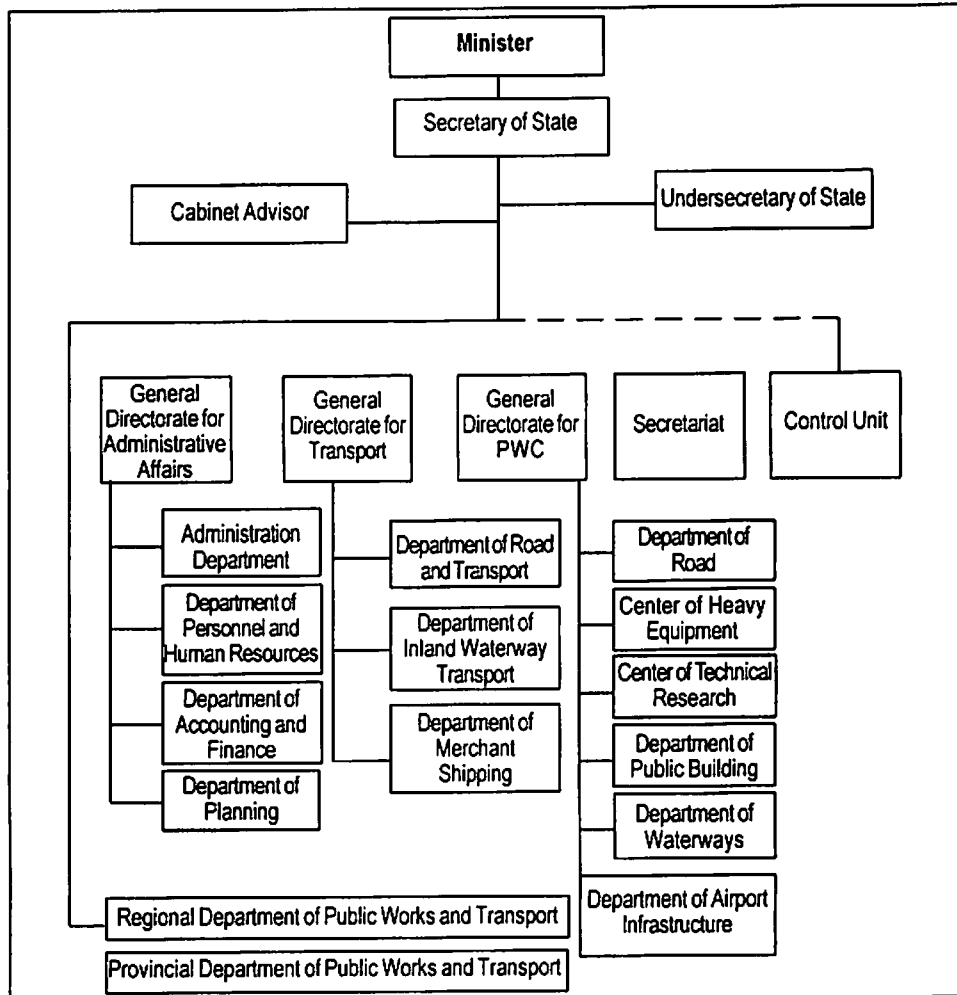 Minister
Secretary of State
Cabinet Advisor
Undersecretary of State
General
Directorate for
Administrative
Affairs
General
Directorate for
Transport
General
Directorate for
PWC
Secretariat
Control Unit
Administration
Department
Department of
Personnel and
Human Resources
Department of
Accounting and
Finance
Department of
Planning
Department of Road
and Transport
Department of
Inland Waterway
Transport
Department of
Merchant
Shipping
Department of
Road
Center of Heavy
Equipment
Center of Technical
Research
Department of
Public Building
Department of
Waterways
Department of Airport
Infrastructure
Regional Department of Public Works and Transport
Provincial Department of Public Works and Transport